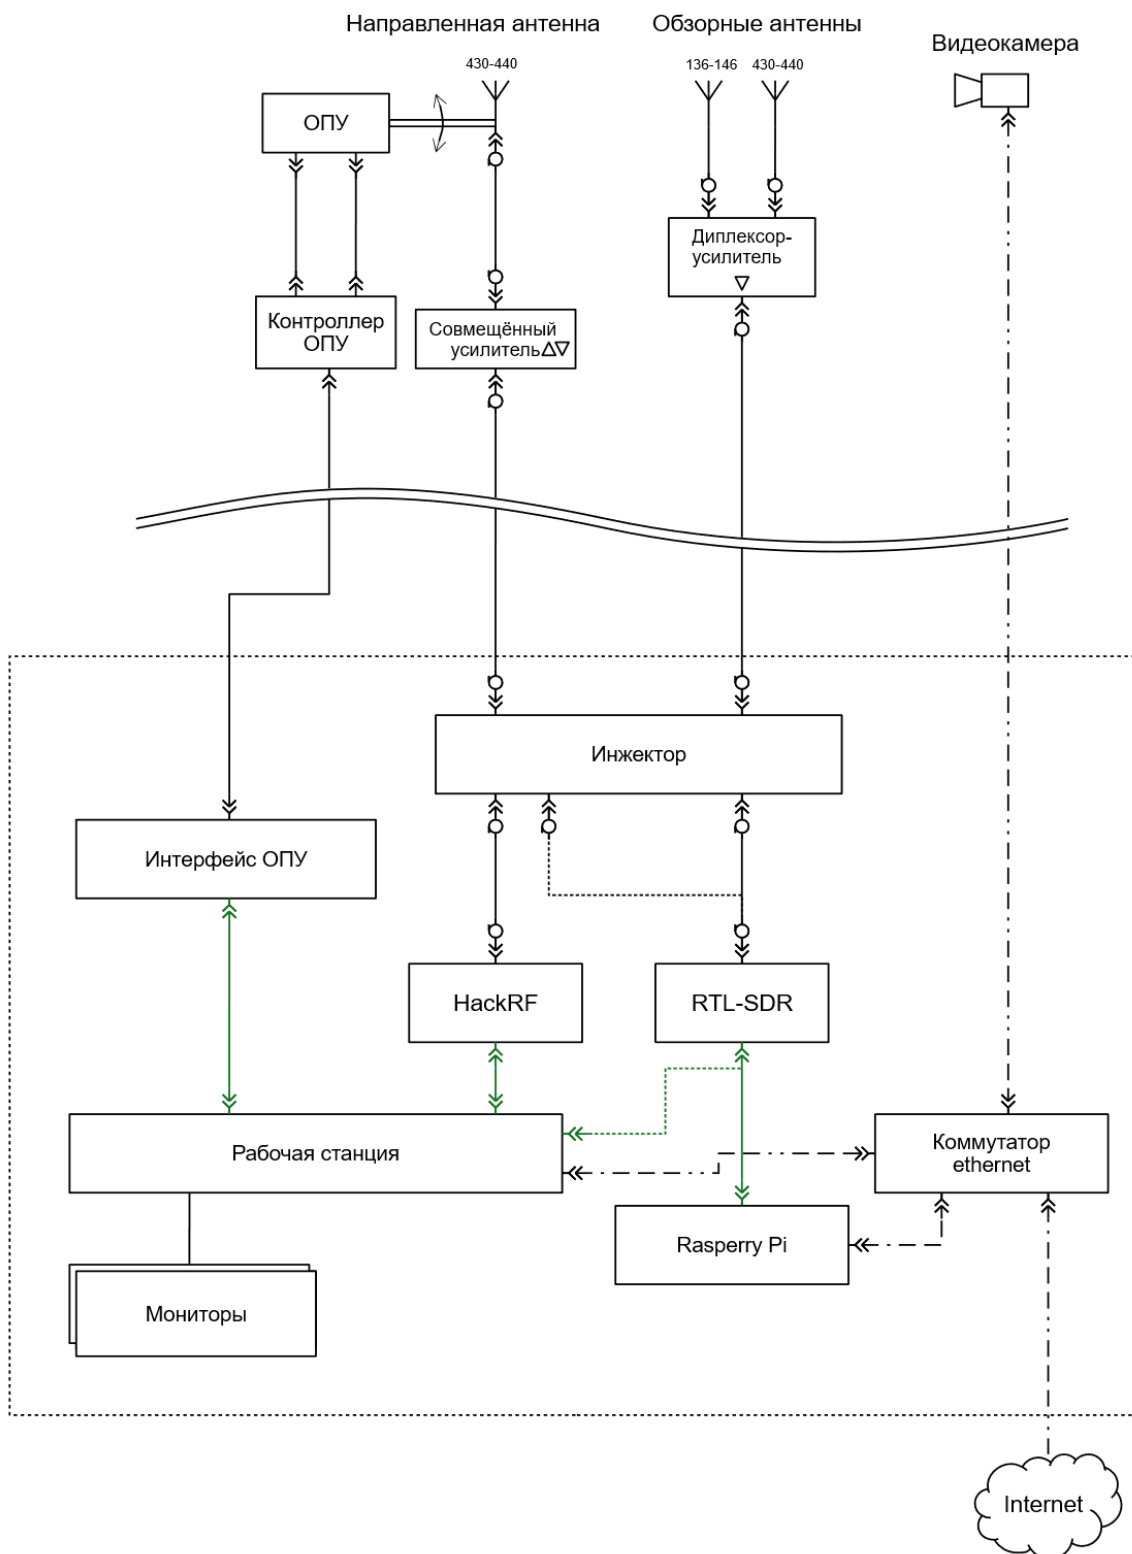 Направленная антенна
Обзорные антенны
Видеокамера
430-440
136-146
430-440
ОПУ
Диплексор-
усилитель
Контроллер
ОПУ
Совмещённый
усилитель
Инжектор
Интерфейс ОПУ
HackRF
RTL-SDR
Рабочая станция
Коммутатор
ethernet
Rasperry Pi
Мониторы
Internet